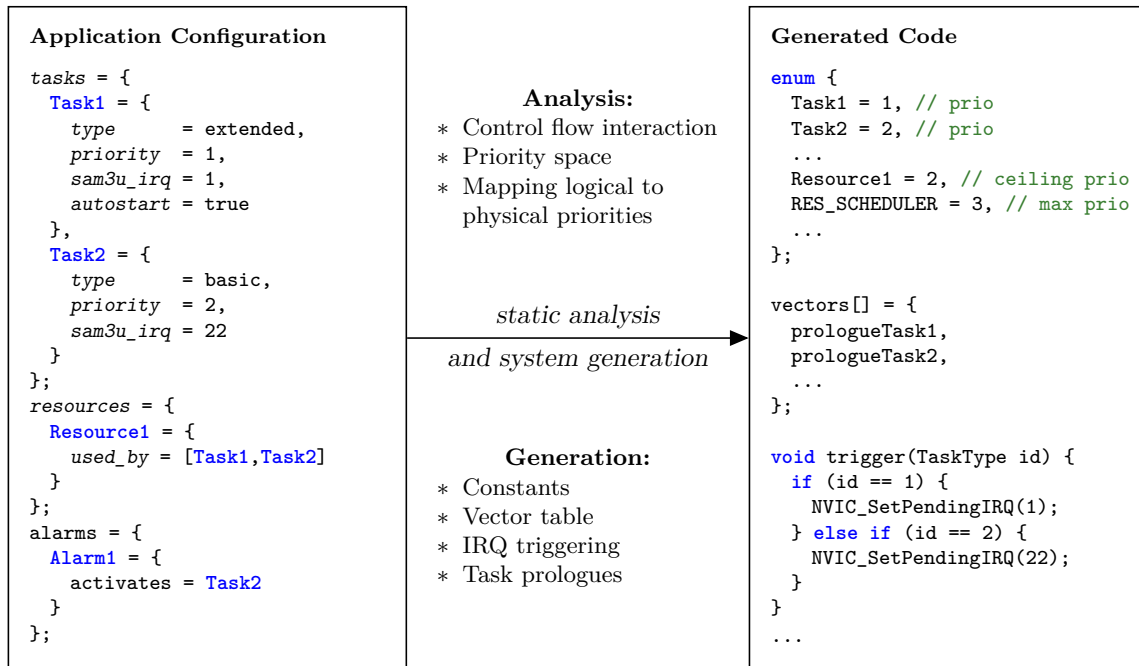 Application Configuration
tasks = {
  Task1 = {
    type      = extended,
    priority  = 1,
    sam3u_irq = 1,
    autostart = true
  },
  Task2 = {
    type      = basic,
    priority  = 2,
    sam3u_irq = 22
  }
};
resources = {
  Resource1 = {
    used_by = [Task1,Task2]
  }
};
alarms = {
  Alarm1 = {
    activates = Task2
  }
};
Analysis:
∗ Control flow interaction
∗ Priority space
∗ Mapping logical to
physical priorities
static analysis
and system generation
Generation:
∗ Constants
∗ Vector table
∗ IRQ triggering
∗ Task prologues
Generated Code
enum {
  Task1 = 1, // prio
  Task2 = 2, // prio
  ...
  Resource1 = 2, // ceiling prio
  RES_SCHEDULER = 3, // max prio
  ...
};
vectors[] = {
  prologueTask1,
  prologueTask2,
  ...
};
void trigger(TaskType id) {
  if (id == 1) {
    NVIC_SetPendingIRQ(1);
  } else if (id == 2) {
    NVIC_SetPendingIRQ(22);
  }
}
...